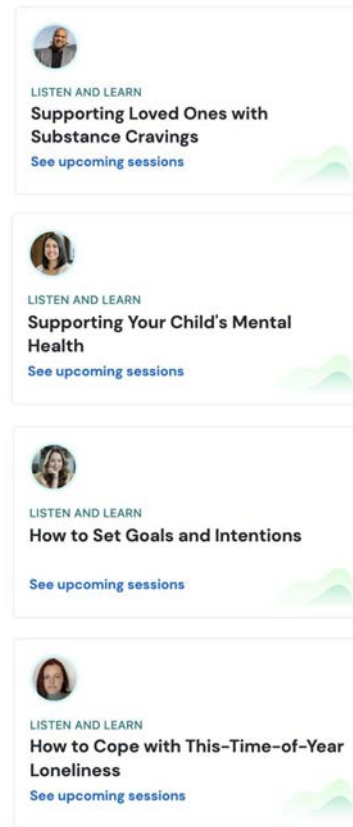 LISTEN AND LEARN
Supporting Loved Ones with
Substance Cravings
See upcoming sessions
LISTEN AND LEARN
Supporting Your Child's Mental
Health
See upcoming sessions
LISTEN AND LEARN
How to Set Goals and Intentions
See upcoming sessions
LISTEN AND LEARN
How to Cope with This-Time-of-Year
Loneliness
See upcoming sessions